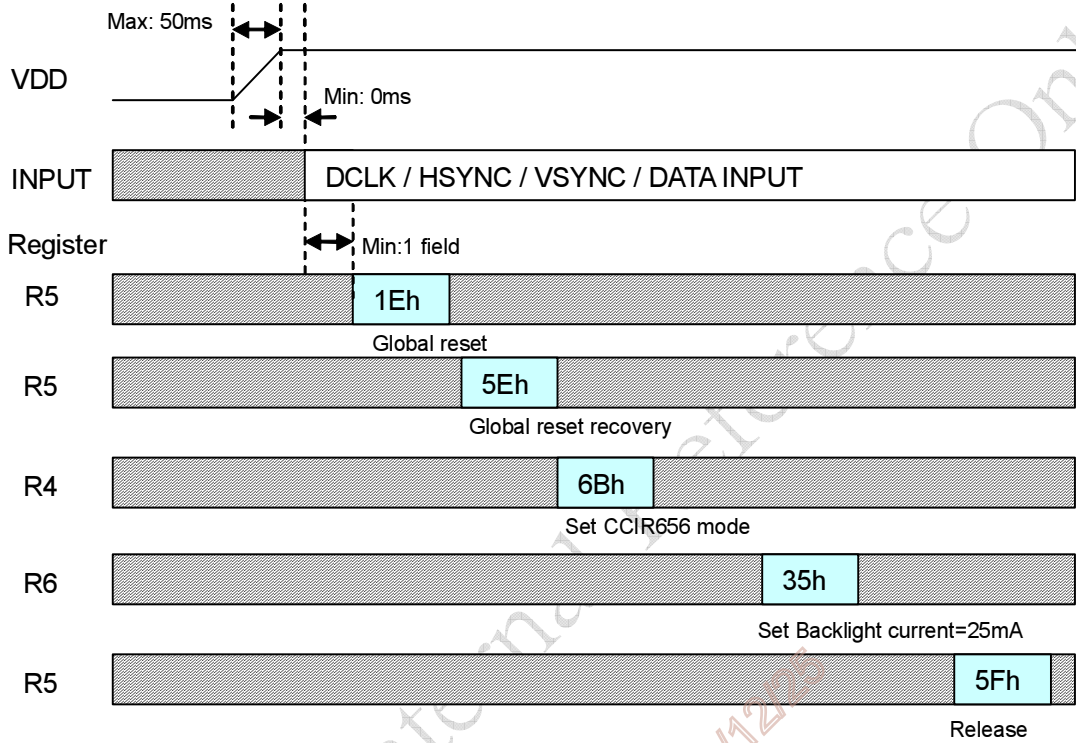 Max: 50ms
VDD
Min: 0ms
INPUT
DCLK / HSYNC / VSYNC / DATA INPUT
Register
Min:1 field
R5
1Eh
Global reset
R5
5Eh
Global reset recovery
R4
6Bh
Set CCIR656 mode
R6
35h
Set Backlight current=25mA
R5
5Fh
Release